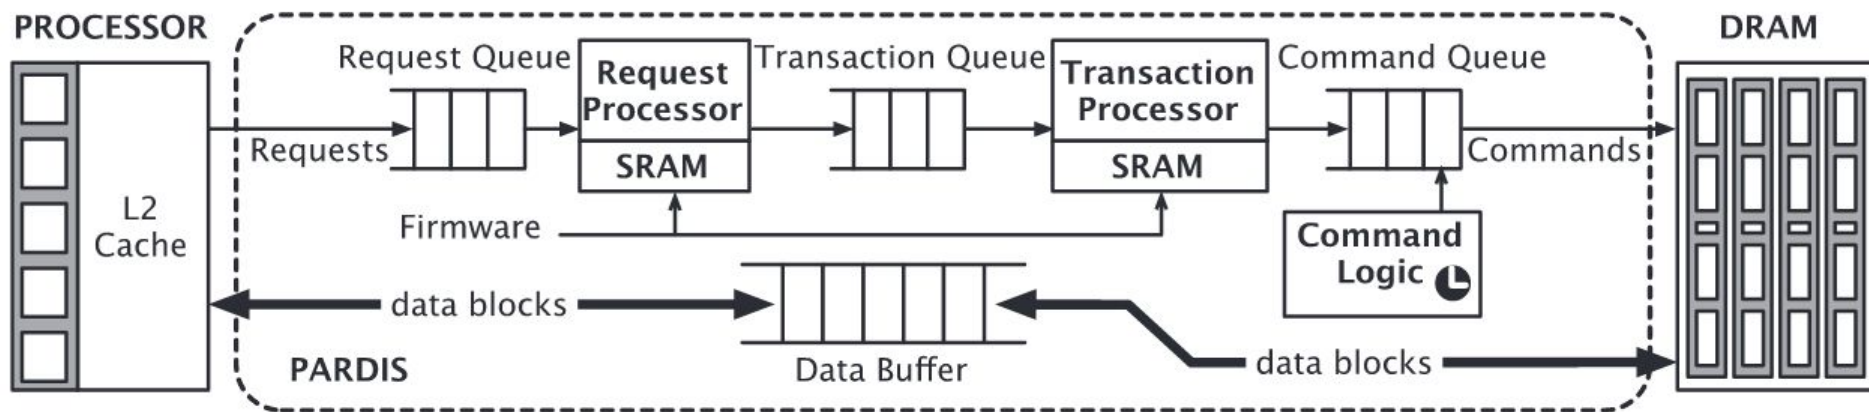 PROCESSOR
DRAM
Request Queue
Request
Processor
SRAM
Transaction Queue
Transaction
Processor
SRAM
Command Queue
Requests
Commands
L2
Cache
Firmware
Command
Logic
data blocks
Data Buffer
data blocks
PARDIS